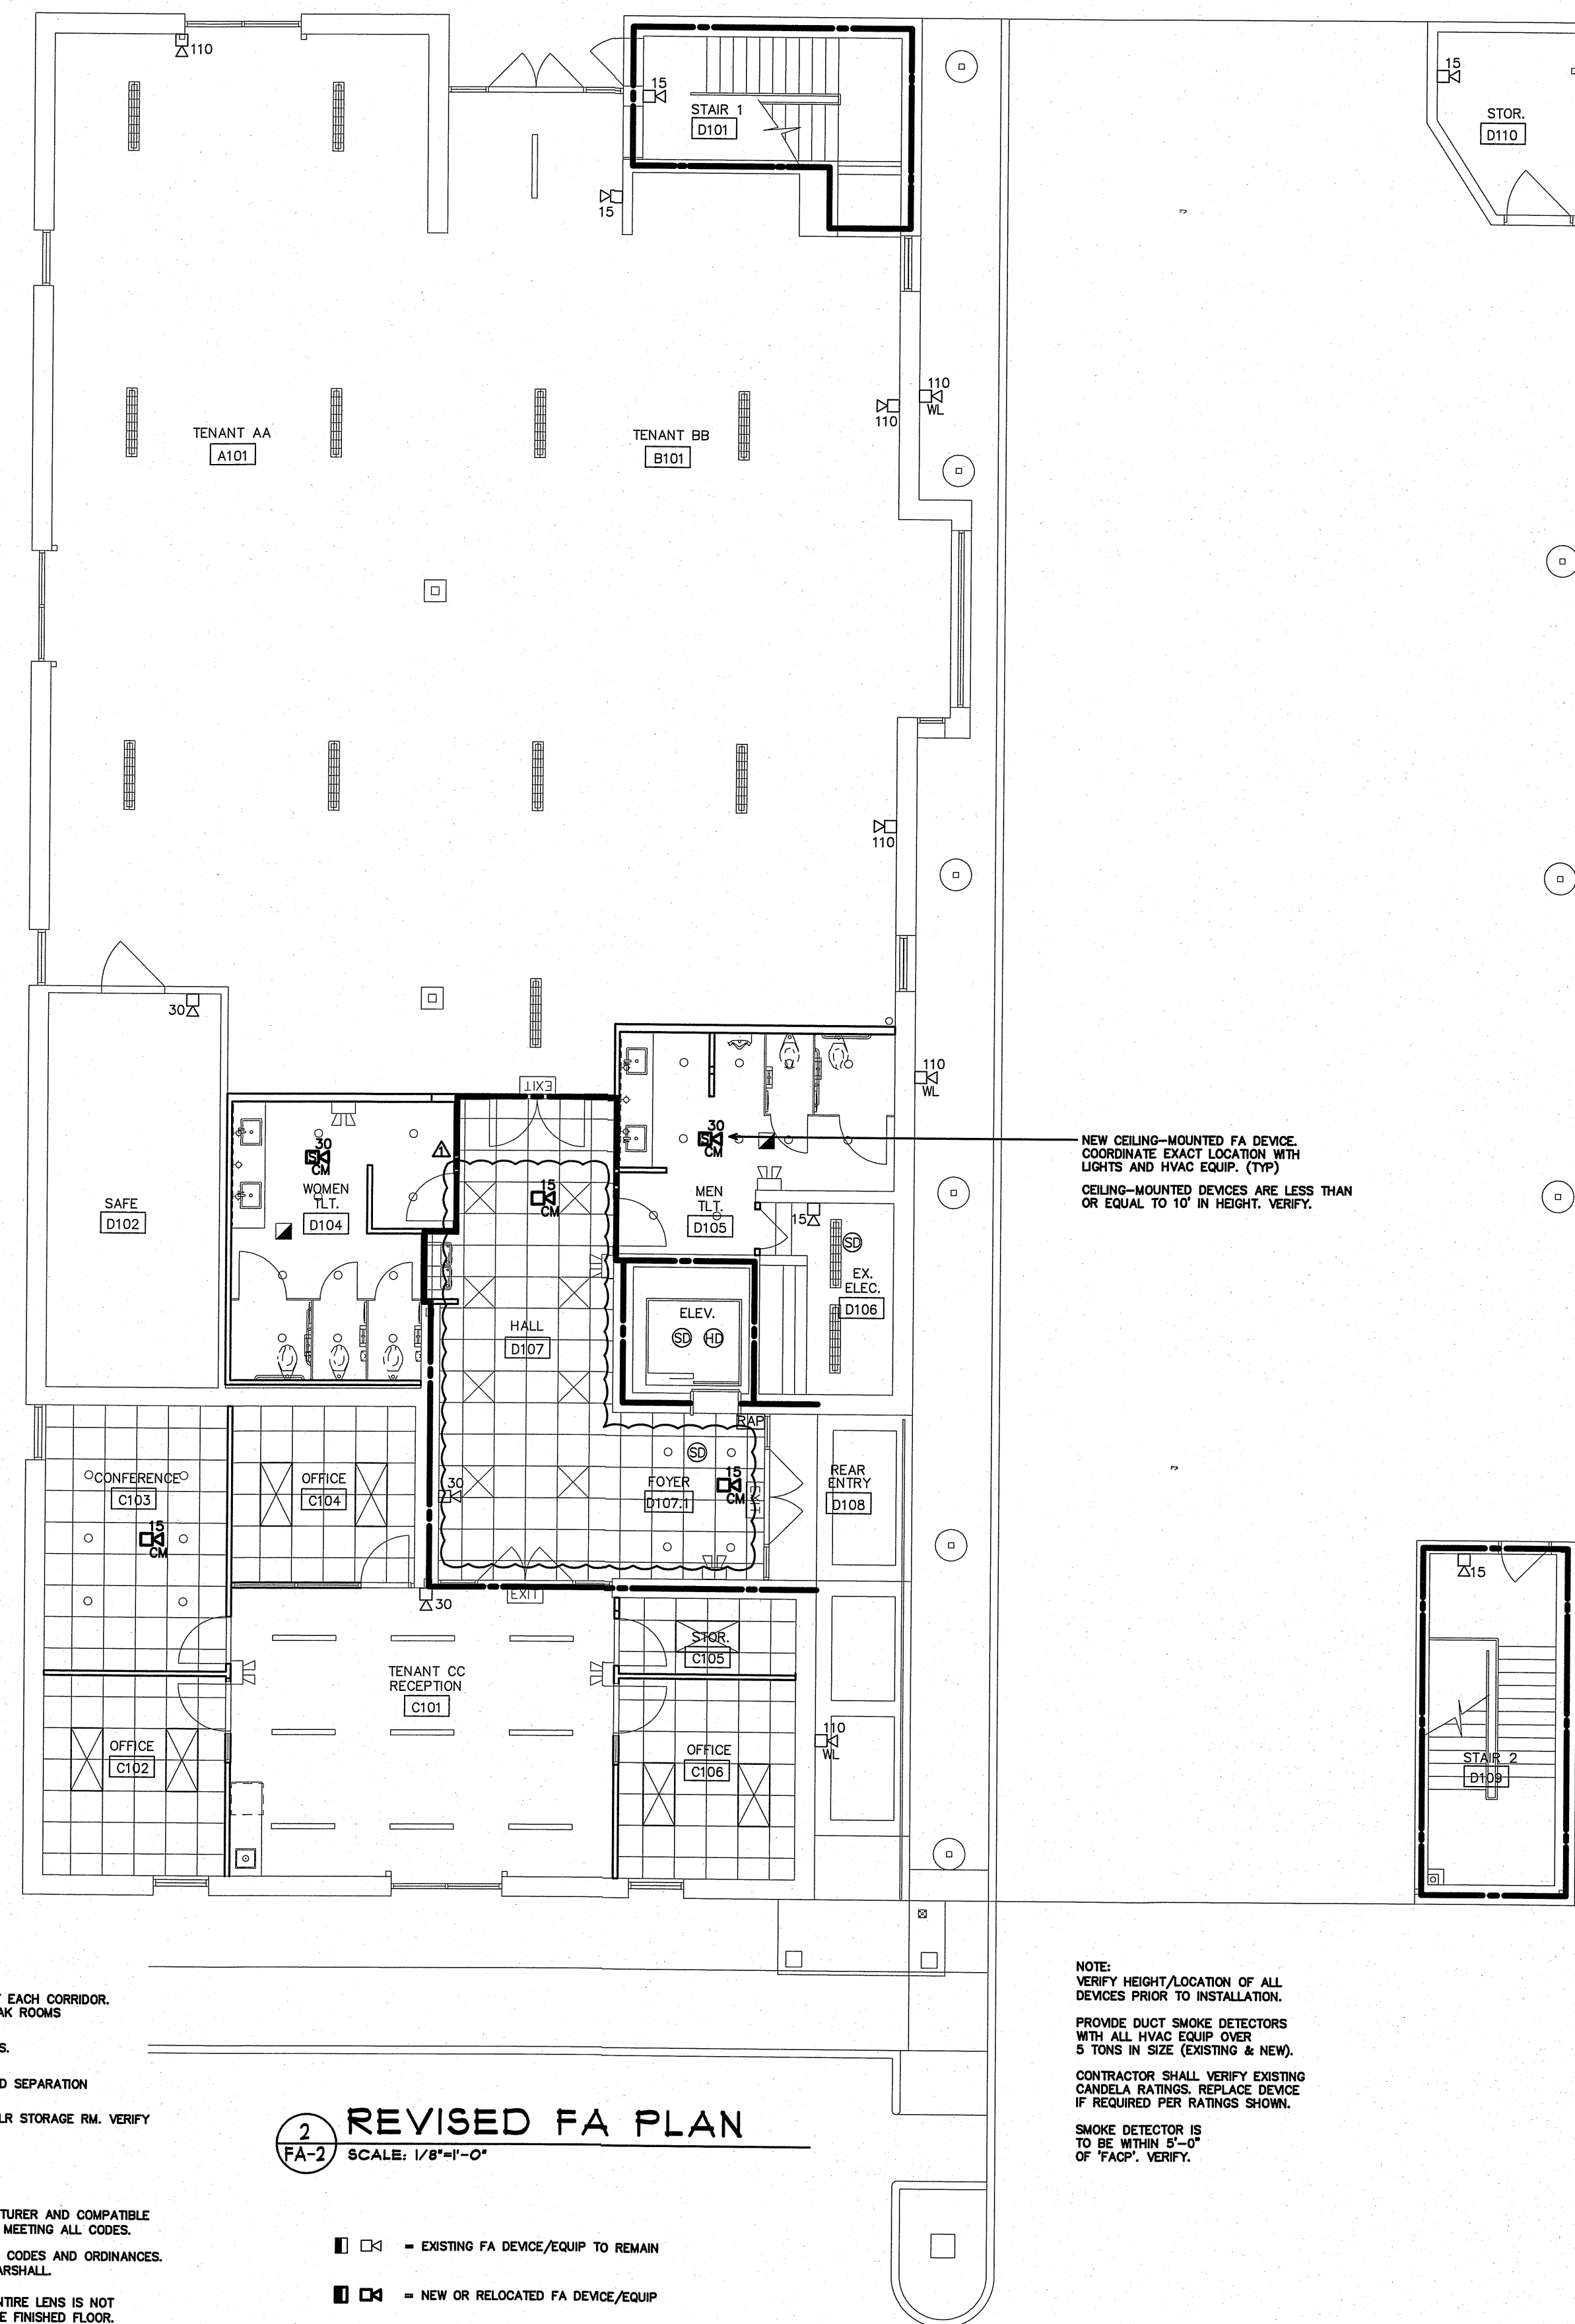 110
15
STAIR 1
D101
15
15
STOR.
D110
TENANT AA
A101
TENANT BB
B101
110
110
WL
110
30
EXIT
110
WL
30
CM
WOMEN
TLT.
D104
1
30
CM
MEN
TLT.
D105
NEW CEILING-MOUNTED FA DEVICE.
COORDINATE EXACT LOCATION WITH
LIGHTS AND HVAC EQUIP. (TYP)
CEILING-MOUNTED DEVICES ARE LESS THAN
OR EQUAL TO 10' IN HEIGHT. VERIFY.
SAFE
D102
15
CM
15
SD
EX.
ELEC.
D106
ELEV.
SD HD
HALL
D107
RAP
CONFERENCE
C103
15
CM
OFFICE
C104
30
SD
FOYER
D107.1
15
CM
EXIT
REAR
ENTRY
D108
30
EXIT
15
STOR.
C105
TENANT CC
RECEPTION
C101
OFFICE
C102
OFFICE
C106
110
WL
STAIR 2
D109
T EACH CORRIDOR.
AK ROOMS
S.
D SEPARATION
LR STORAGE RM. VERIFY
2
FA-2
REVISED FA PLAN
SCALE: 1/8"=1'-0"
NOTE:
VERIFY HEIGHT/LOCATION OF ALL
DEVICES PRIOR TO INSTALLATION.
PROVIDE DUCT SMOKE DETECTORS
WITH ALL HVAC EQUIP OVER
5 TONS IN SIZE (EXISTING & NEW).
CONTRACTOR SHALL VERIFY EXISTING
CANDELA RATINGS. REPLACE DEVICE
IF REQUIRED PER RATINGS SHOWN.
SMOKE DETECTOR IS
TO BE WITHIN 5'-0"
OF 'FACP'. VERIFY.
TURER AND COMPATIBLE
MEETING ALL CODES.
CODES AND ORDINANCES.
ARSHALL.
NTIRE LENS IS NOT
E FINISHED FLOOR.
= EXISTING FA DEVICE/EQUIP TO REMAIN
= NEW OR RELOCATED FA DEVICE/EQUIP